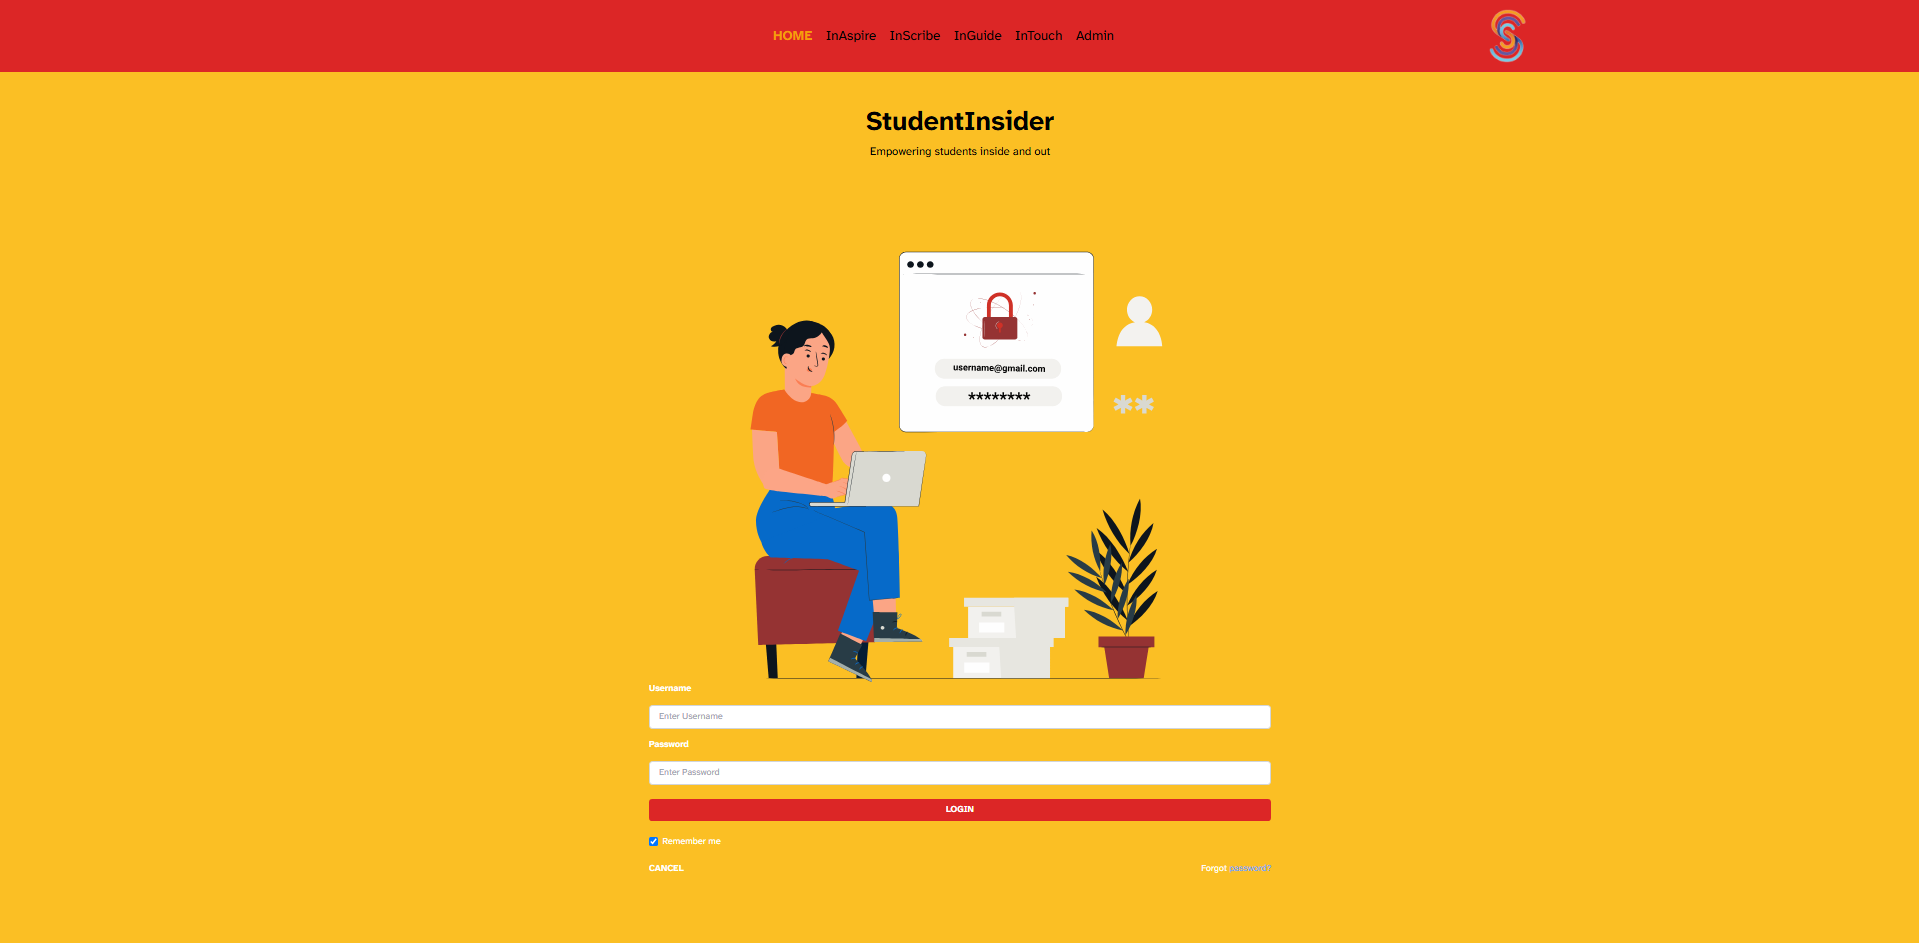 HOME InAspire InScribe InGuide InTouch Admin
StudentInsider
Empowering students inside and out
username@gmail.com
********
**
Username
Enter Username
Password
Enter Password
LOGIN
Remember me
CANCEL
Forgot password?